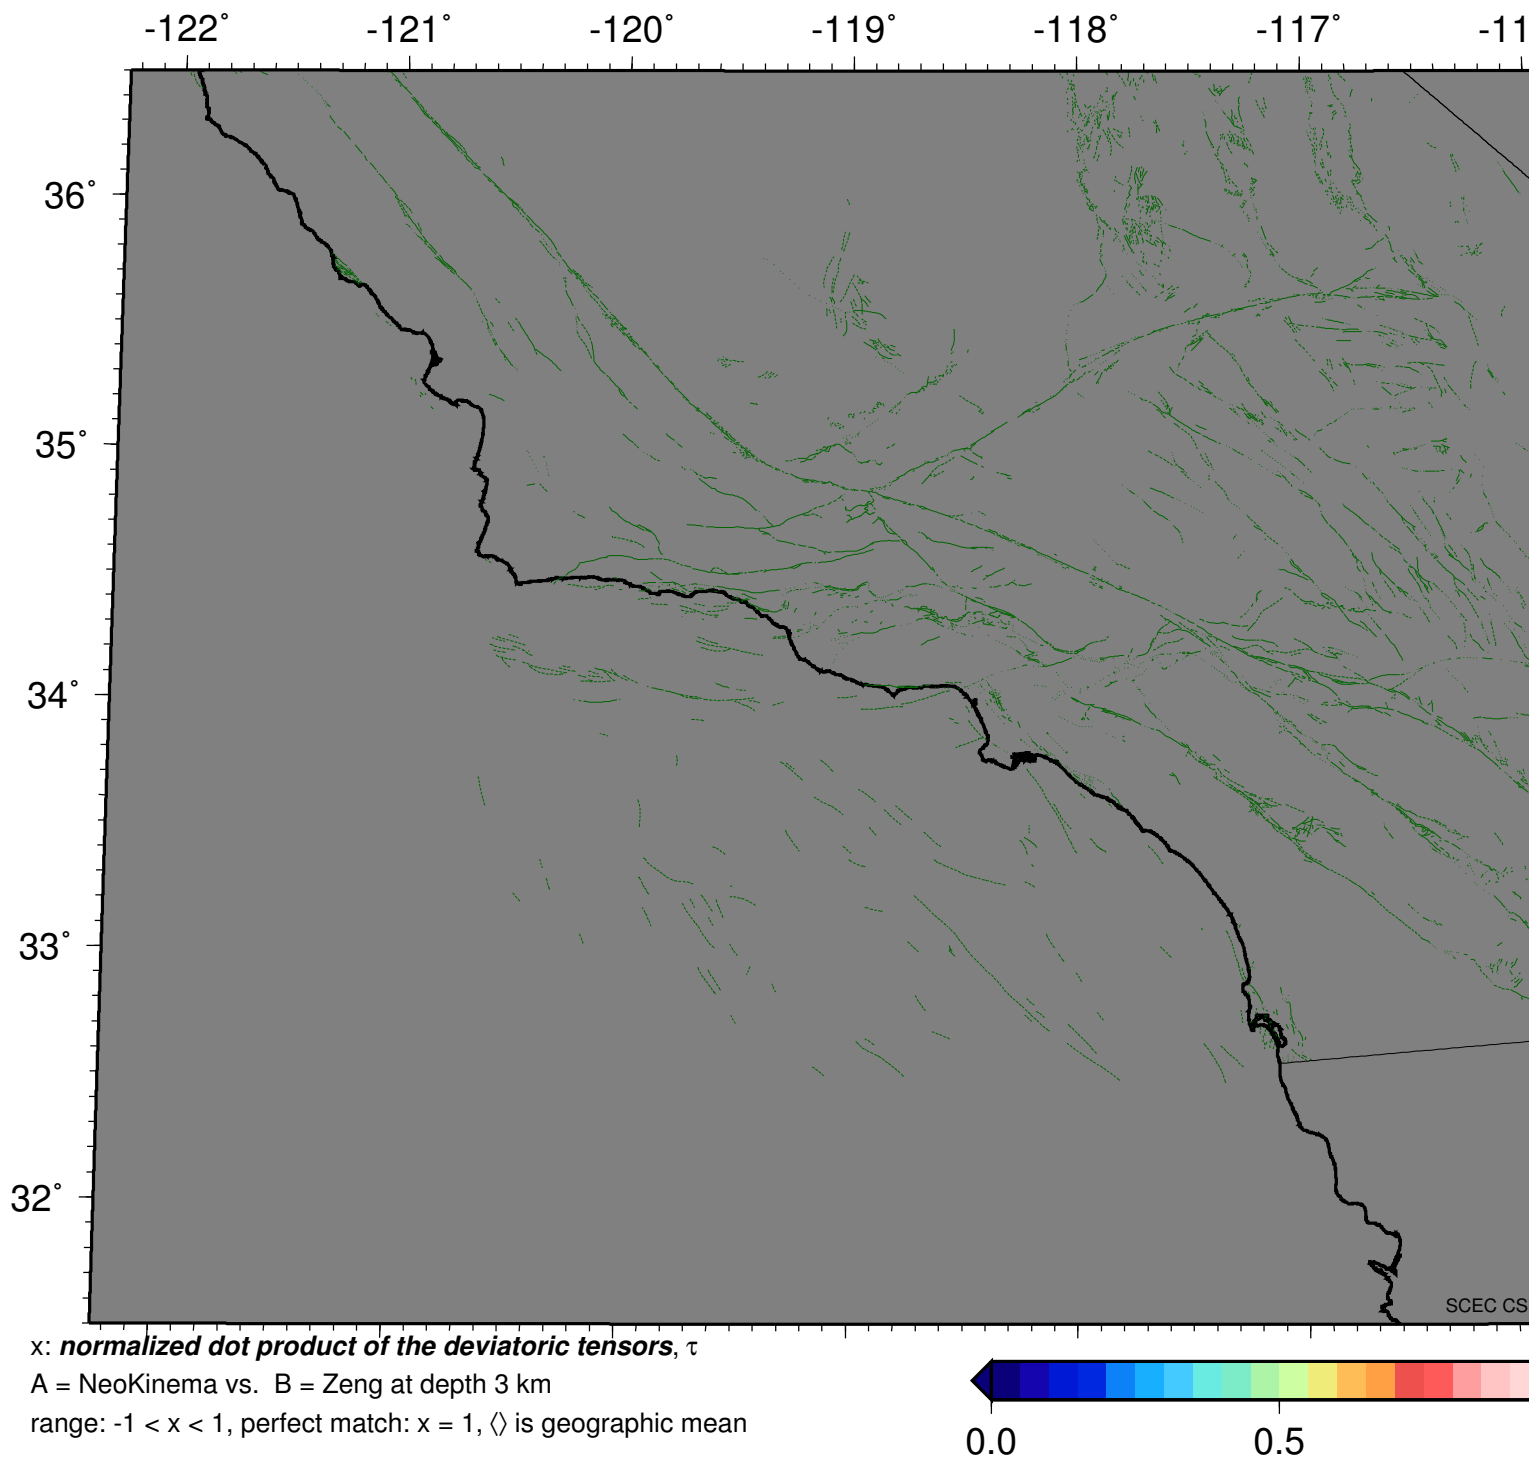 -122˚ -121˚ -120˚ -119˚ -118˚ -117˚ -11
36˚
35˚
34˚
33˚
32˚
SCEC CS
x: normalized dot product of the deviatoric tensors, τ
A = NeoKinema vs. B = Zeng at depth 3 km
range: -1 < x < 1, perfect match: x = 1, ⟨⟩ is geographic mean
0.0 0.5